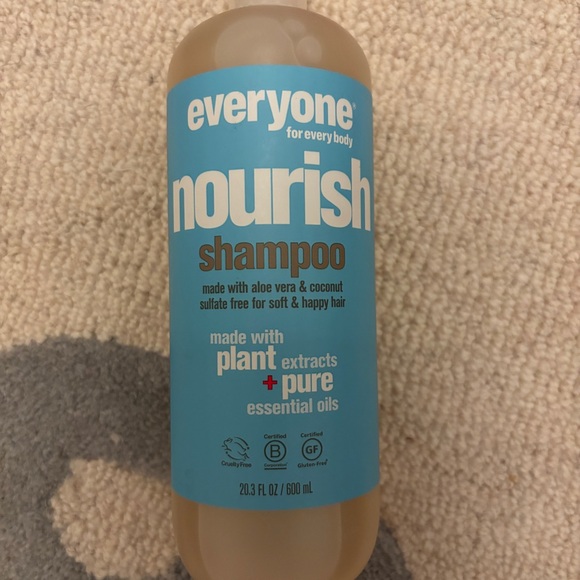 everyone®
for every body
nourish
shampoo
made with aloe vera & coconut
sulfate free for soft & happy hair
made with
plant extracts
+ pure
essential oils
Cruelty Free
Certified
B
Corporation
Certified
GF
Gluten-Free
20.3 FL OZ / 600 mL